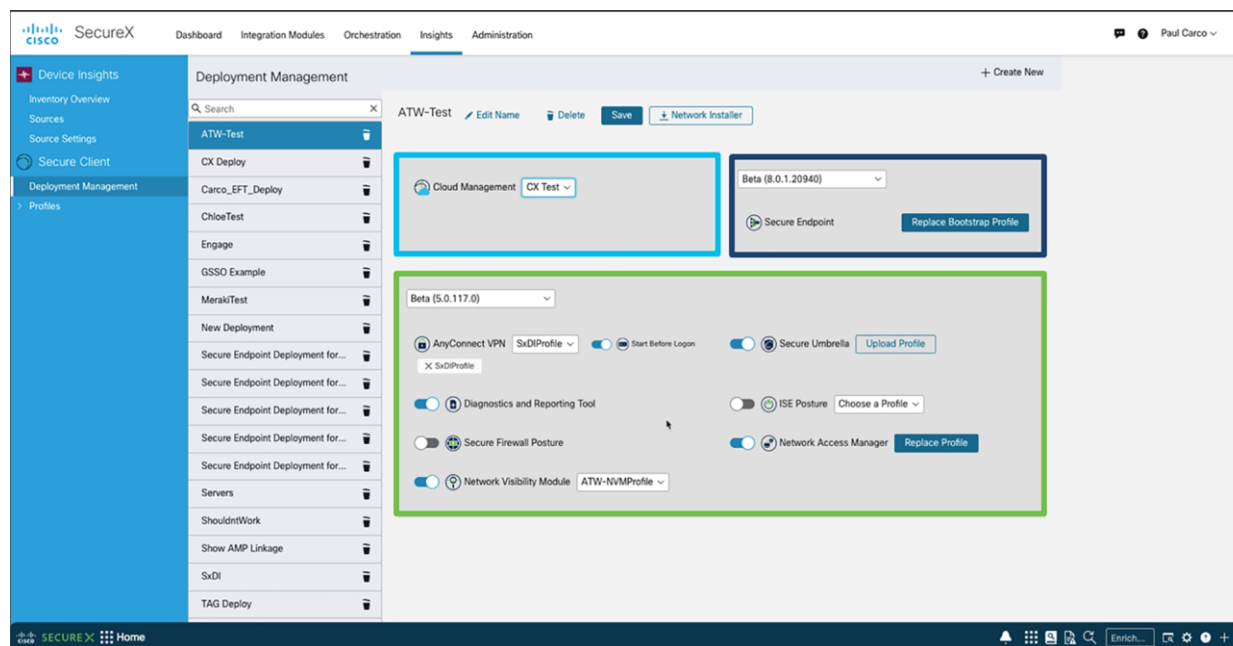 CISCO SecureX Dashboard Integration Modules Orchestration Insights Administration Paul Carco
Device Insights
Inventory Overview
Sources
Source Settings
Secure Client
Deployment Management
Profiles
Deployment Management
+ Create New
Search
ATW-Test
CX Deploy
Carco_EFT_Deploy
ChloeTest
Engage
GSSO Example
MerakiTest
New Deployment
Secure Endpoint Deployment for...
Secure Endpoint Deployment for...
Secure Endpoint Deployment for...
Secure Endpoint Deployment for...
Secure Endpoint Deployment for...
Servers
ShouldntWork
Show AMP Linkage
SxDI
TAG Deploy
ATW-Test Edit Name Delete Save Network Installer
Cloud Management CX Test
Beta (8.0.1.20940)
Secure Endpoint Replace Bootstrap Profile
Beta (5.0.117.0)
AnyConnect VPN SxDIProfile Start Before Logon Secure Umbrella Upload Profile
X SxDIProfile
Diagnostics and Reporting Tool ISE Posture Choose a Profile
Secure Firewall Posture Network Access Manager Replace Profile
Network Visibility Module ATW-NVMProfile
CISCO SECUREX Home Enrich...